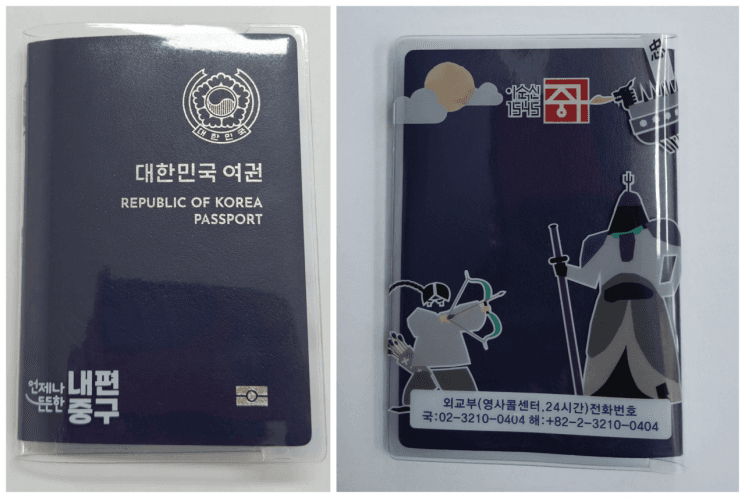 대한민국
대한민국 여권
REPUBLIC OF KOREA
PASSPORT
언제나
든든한
내편
중구
이순신
1545
중
忠
외교부(영사콜센터,24시간)전화번호
국:02-3210-0404 해:+82-2-3210-0404